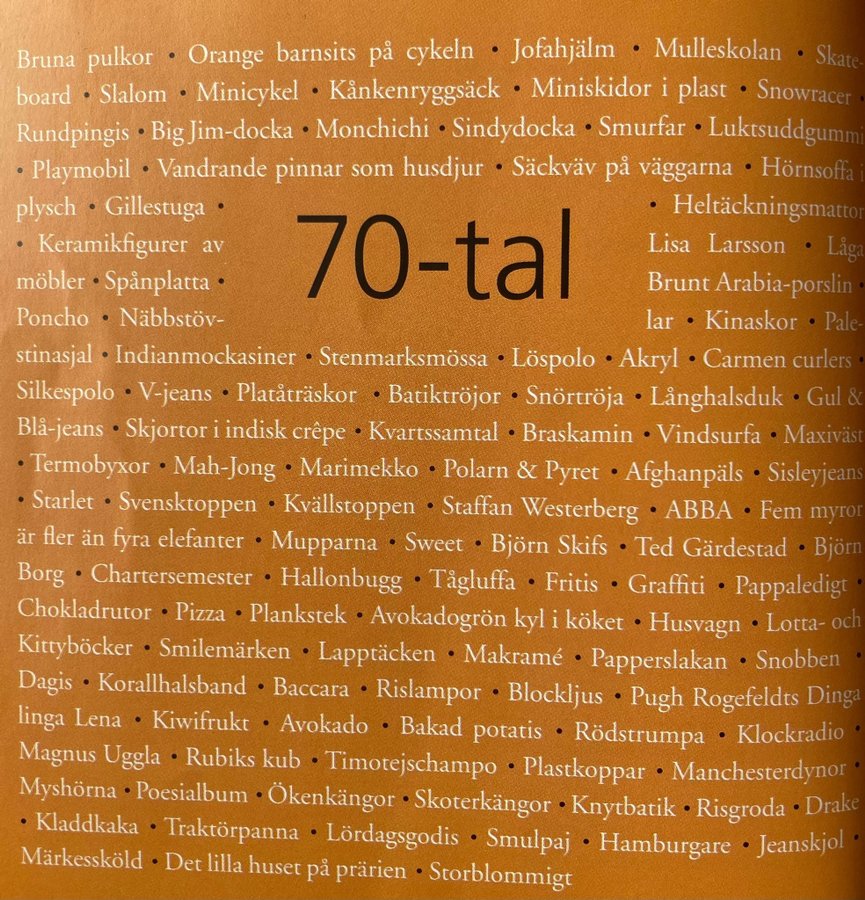 Bruna pulkor • Orange barnsits på cykeln • Jofahjälm • Mulleskolan • Skate-
board • Slalom • Minicykel • Kånkenryggsäck • Miniskidor i plast • Snowracer •
Rundpingis • Big Jim-docka • Monchichi • Sindydocka • Smurfar • Luktsuddgummi
• Playmobil • Vandrande pinnar som husdjur • Säckväv på väggarna • Hörnsoffa i
plysch • Gillestuga • • Heltäckningsmattor
70-tal
• Keramikfigurer av Lisa Larsson • Låga
möbler • Spånplatta • Brunt Arabia-porslin •
Poncho • Näbbstöv- lar • Kinaskor • Pale-
stinasjal • Indianmockasiner • Stenmarksmössa • Löspolo • Akryl • Carmen curlers •
Silkespolo • V-jeans • Platåträskor • Batiktröjor • Snörtröja • Långhalsduk • Gul &
Blå-jeans • Skjortor i indisk crêpe • Kvartssamtal • Braskamin • Vindsurfa • Maxiväst
• Termobyxor • Mah-Jong • Marimekko • Polarn & Pyret • Afghanpäls • Sisleyjeans
• Starlet • Svensktoppen • Kvällstoppen • Staffan Westerberg • ABBA • Fem myror
är fler än fyra elefanter • Mupparna • Sweet • Björn Skifs • Ted Gärdestad • Björn
Borg • Chartersemester • Hallonbugg • Tågluffa • Fritis • Graffiti • Pappaledigt •
Chokladrutor • Pizza • Plankstek • Avokadogrön kyl i köket • Husvagn • Lotta- och
Kittyböcker • Smilemärken • Lapptäcken • Makramé • Papperslakan • Snobben •
Dagis • Korallhalsband • Baccara • Rislampor • Blockljus • Pugh Rogefeldts Dinga
linga Lena • Kiwifrukt • Avokado • Bakad potatis • Rödstrumpa • Klockradio •
Magnus Uggla • Rubiks kub • Timotejschampo • Plastkoppar • Manchesterdynor •
Myshörna • Poesialbum • Ökenkängor • Skoterkängor • Knytbatik • Risgroda • Drake
• Kladdkaka • Traktörpanna • Lördagsgodis • Smulpaj • Hamburgare • Jeanskjol •
Märkessköld • Det lilla huset på prärien • Storblommigt